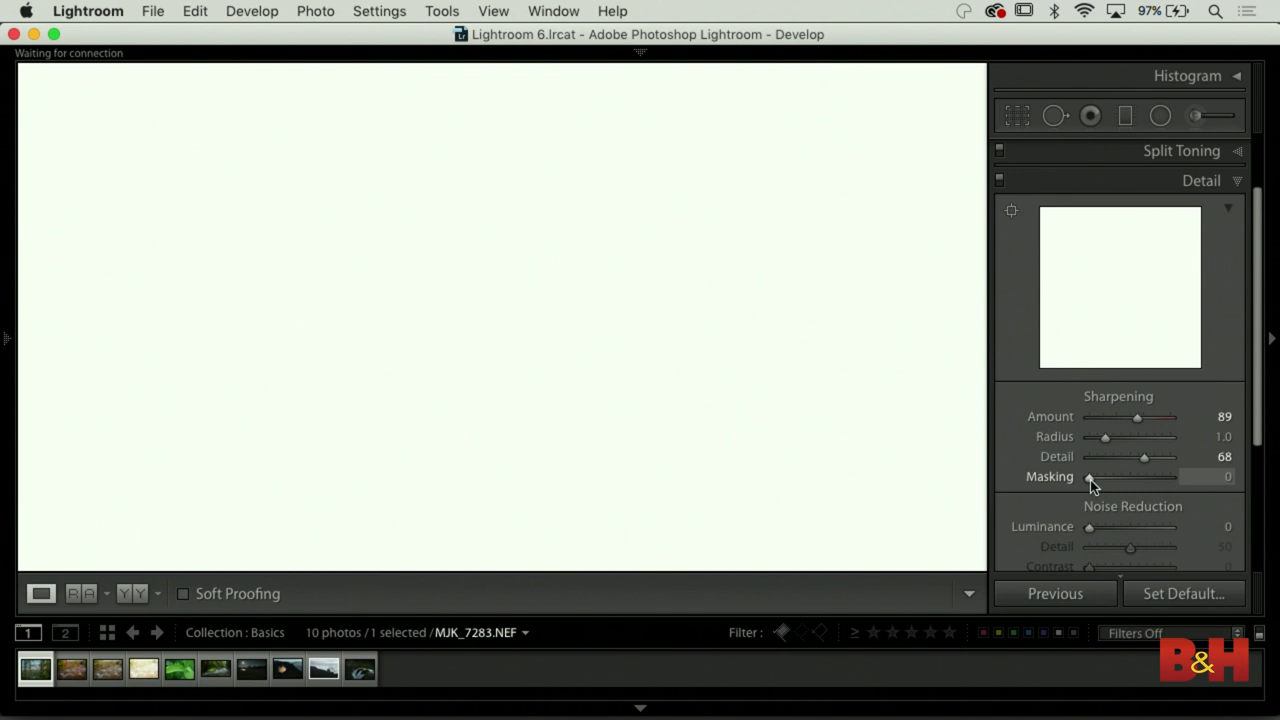 Lightroom File Edit Develop Photo Settings Tools View Window Help 97%
Lr Lightroom 6.lrcat - Adobe Photoshop Lightroom - Develop
Waiting for connection
Histogram
Split Toning
Detail
Sharpening
Amount 89
Radius 1.0
Detail 68
Masking 0
Noise Reduction
Luminance 0
Detail 50
Contrast 0
R A Y Y Soft Proofing
Previous Set Default...
1 2 Collection : Basics 10 photos / 1 selected / MJK_7283.NEF Filter : ≥ Filters Off
B&H